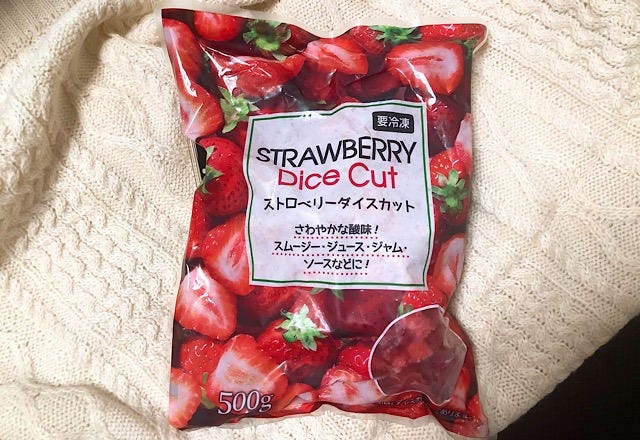 要冷凍
STRAWBERRY
Dice Cut
ストロベリーダイスカット
さわやかな酸味！
スムージー・ジュース・ジャム・
ソースなどに！
500g